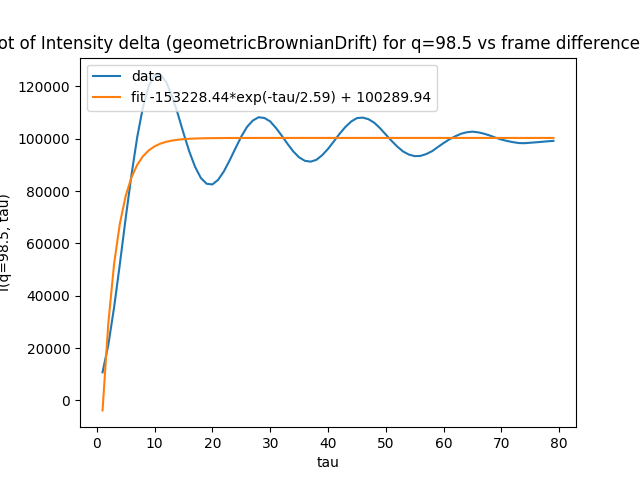 ot of Intensity delta (geometricBrownianDrift) for q=98.5 vs frame difference
data
fit -153228.44*exp(-tau/2.59) + 100289.94
I(q=98.5, tau)
120000
100000
80000
60000
40000
20000
0
0 10 20 30 40 50 60 70 80
tau